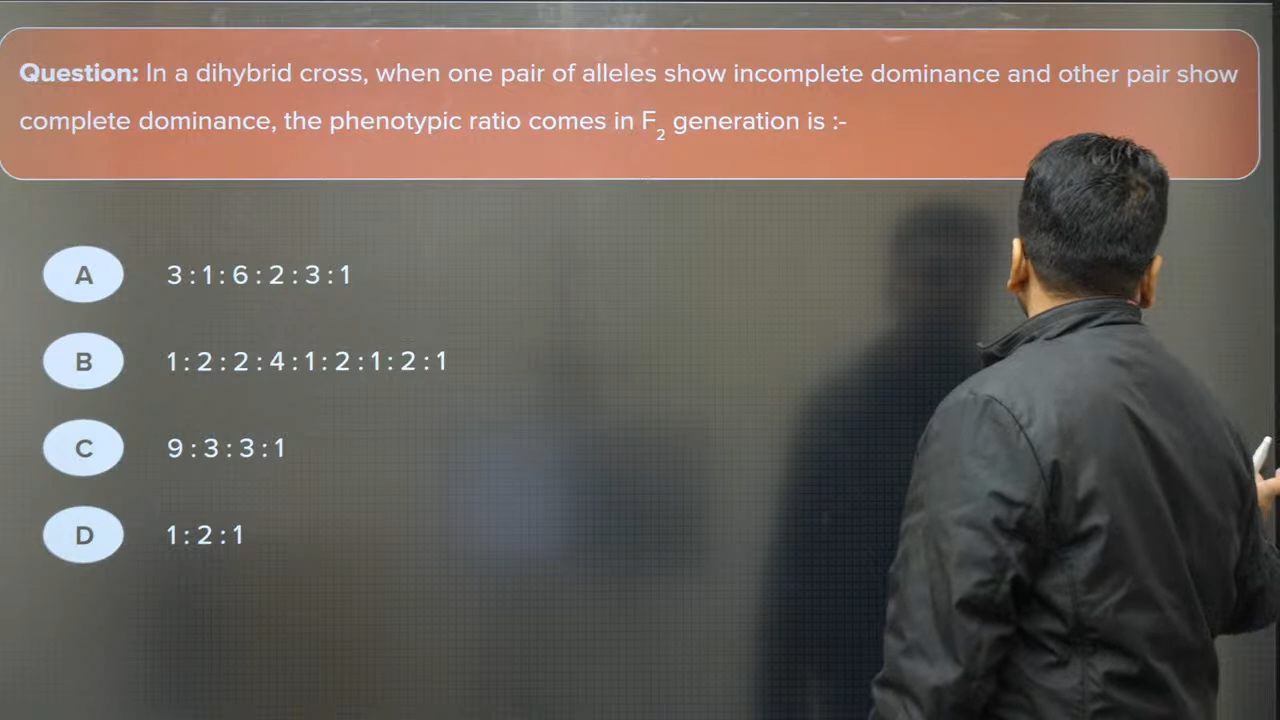 Question: In a dihybrid cross, when one pair of alleles show incomplete dominance and other pair show
complete dominance, the phenotypic ratio comes in F₂ generation is :-
A 3 : 1 : 6 : 2 : 3 : 1
B 1 : 2 : 2 : 4 : 1 : 2 : 1 : 2 : 1
C 9 : 3 : 3 : 1
D 1 : 2 : 1